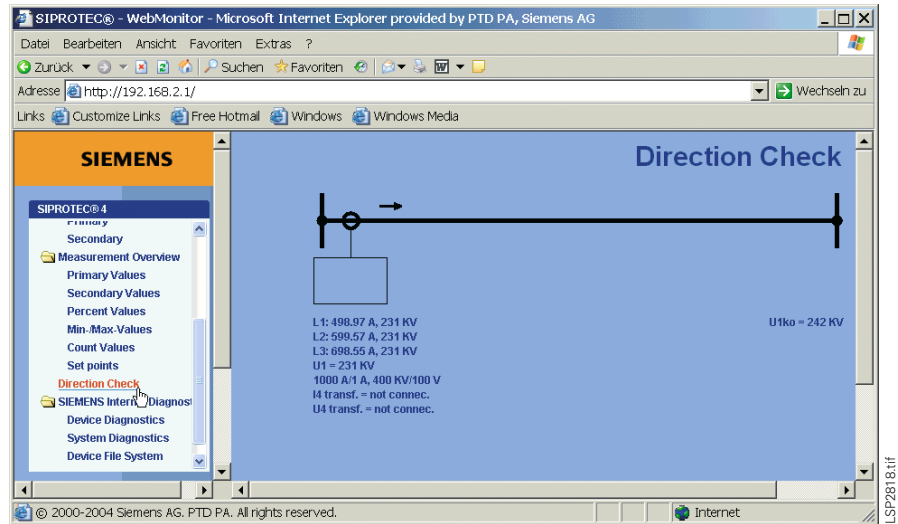 SIPROTEC® - WebMonitor - Microsoft Internet Explorer provided by PTD PA, Siemens AG
Datei Bearbeiten Ansicht Favoriten Extras ?
Zurück Suchen Favoriten
Adresse http://192.168.2.1/ Wechseln zu
Links Customize Links Free Hotmail Windows Windows Media
SIEMENS
SIPROTEC® 4
Primary
Secondary
Measurement Overview
Primary Values
Secondary Values
Percent Values
Min-/Max-Values
Count Values
Set points
Direction Check
SIEMENS Intern Diagnost
Device Diagnostics
System Diagnostics
Device File System
Direction Check
L1: 498.97 A, 231 KV
L2: 599.57 A, 231 KV
L3: 698.55 A, 231 KV
U1 = 231 KV
1000 A/1 A, 400 KV/100 V
I4 transf. = not connec.
U4 transf. = not connec.
U1ko = 242 KV
© 2000-2004 Siemens AG. PTD PA. All rights reserved.
Internet
LSP2818.tif